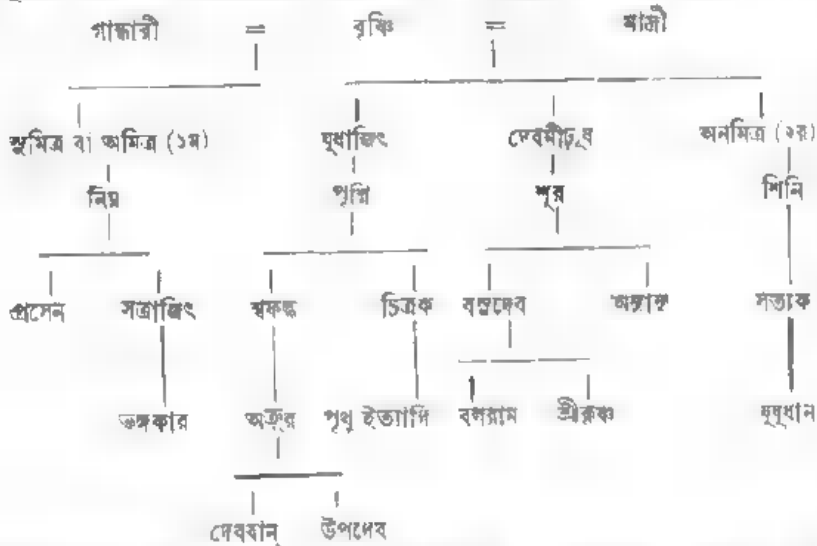 গান্ধারী = বৃষ্ণি = মাদ্রী
সুমিত্র বা অমিত্র (১ম) যুধাজিৎ দেবমীঢ়ুষ অনমিত্র (২য়)
নিম্ন পৃশ্নি শূর শিনি
প্রসেন সত্রাজিৎ শ্বফল্ক চিত্রক বসুদেব অন্যান্য সত্যক
ভঙ্গকার অক্রূর পৃথু ইত্যাদি বলরাম শ্রীকৃষ্ণ যুযুধান
দেববান্ উপদেব